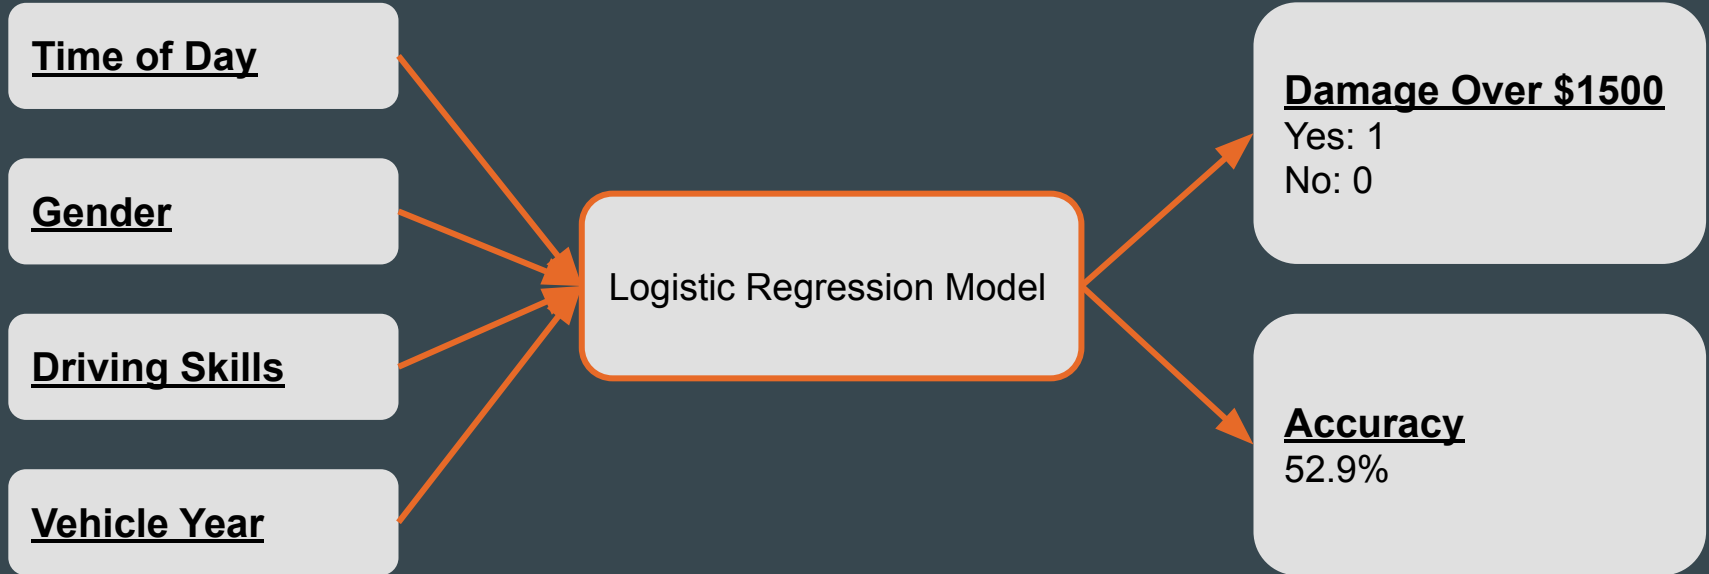 Time of Day
Gender
Driving Skills
Vehicle Year
Logistic Regression Model
Damage Over $1500
Yes: 1
No: 0
Accuracy
52.9%